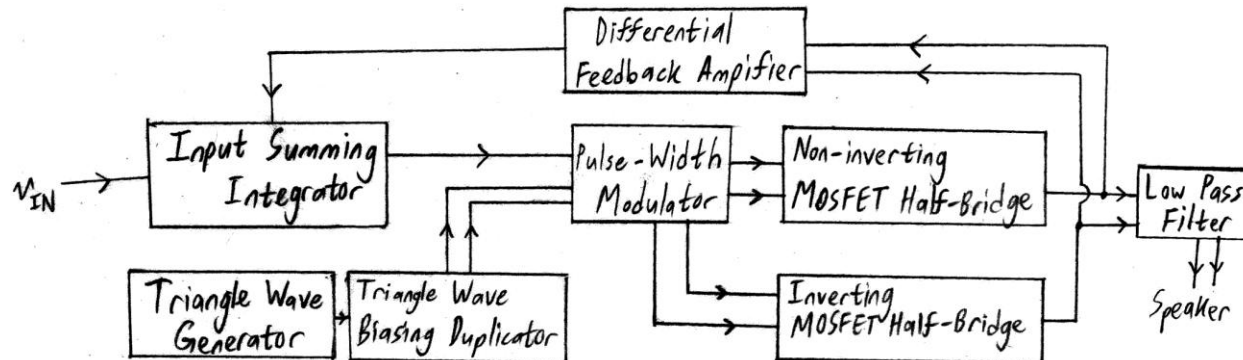 Differential
Feedback Ampifier
Input Summing
Integrator
Pulse-Width
Modulator
Non-inverting
MOSFET Half-Bridge
Low Pass
Filter
v_IN
Triangle Wave
Generator
Triangle Wave
Biasing Duplicator
Inverting
MOSFET Half-Bridge
Speaker